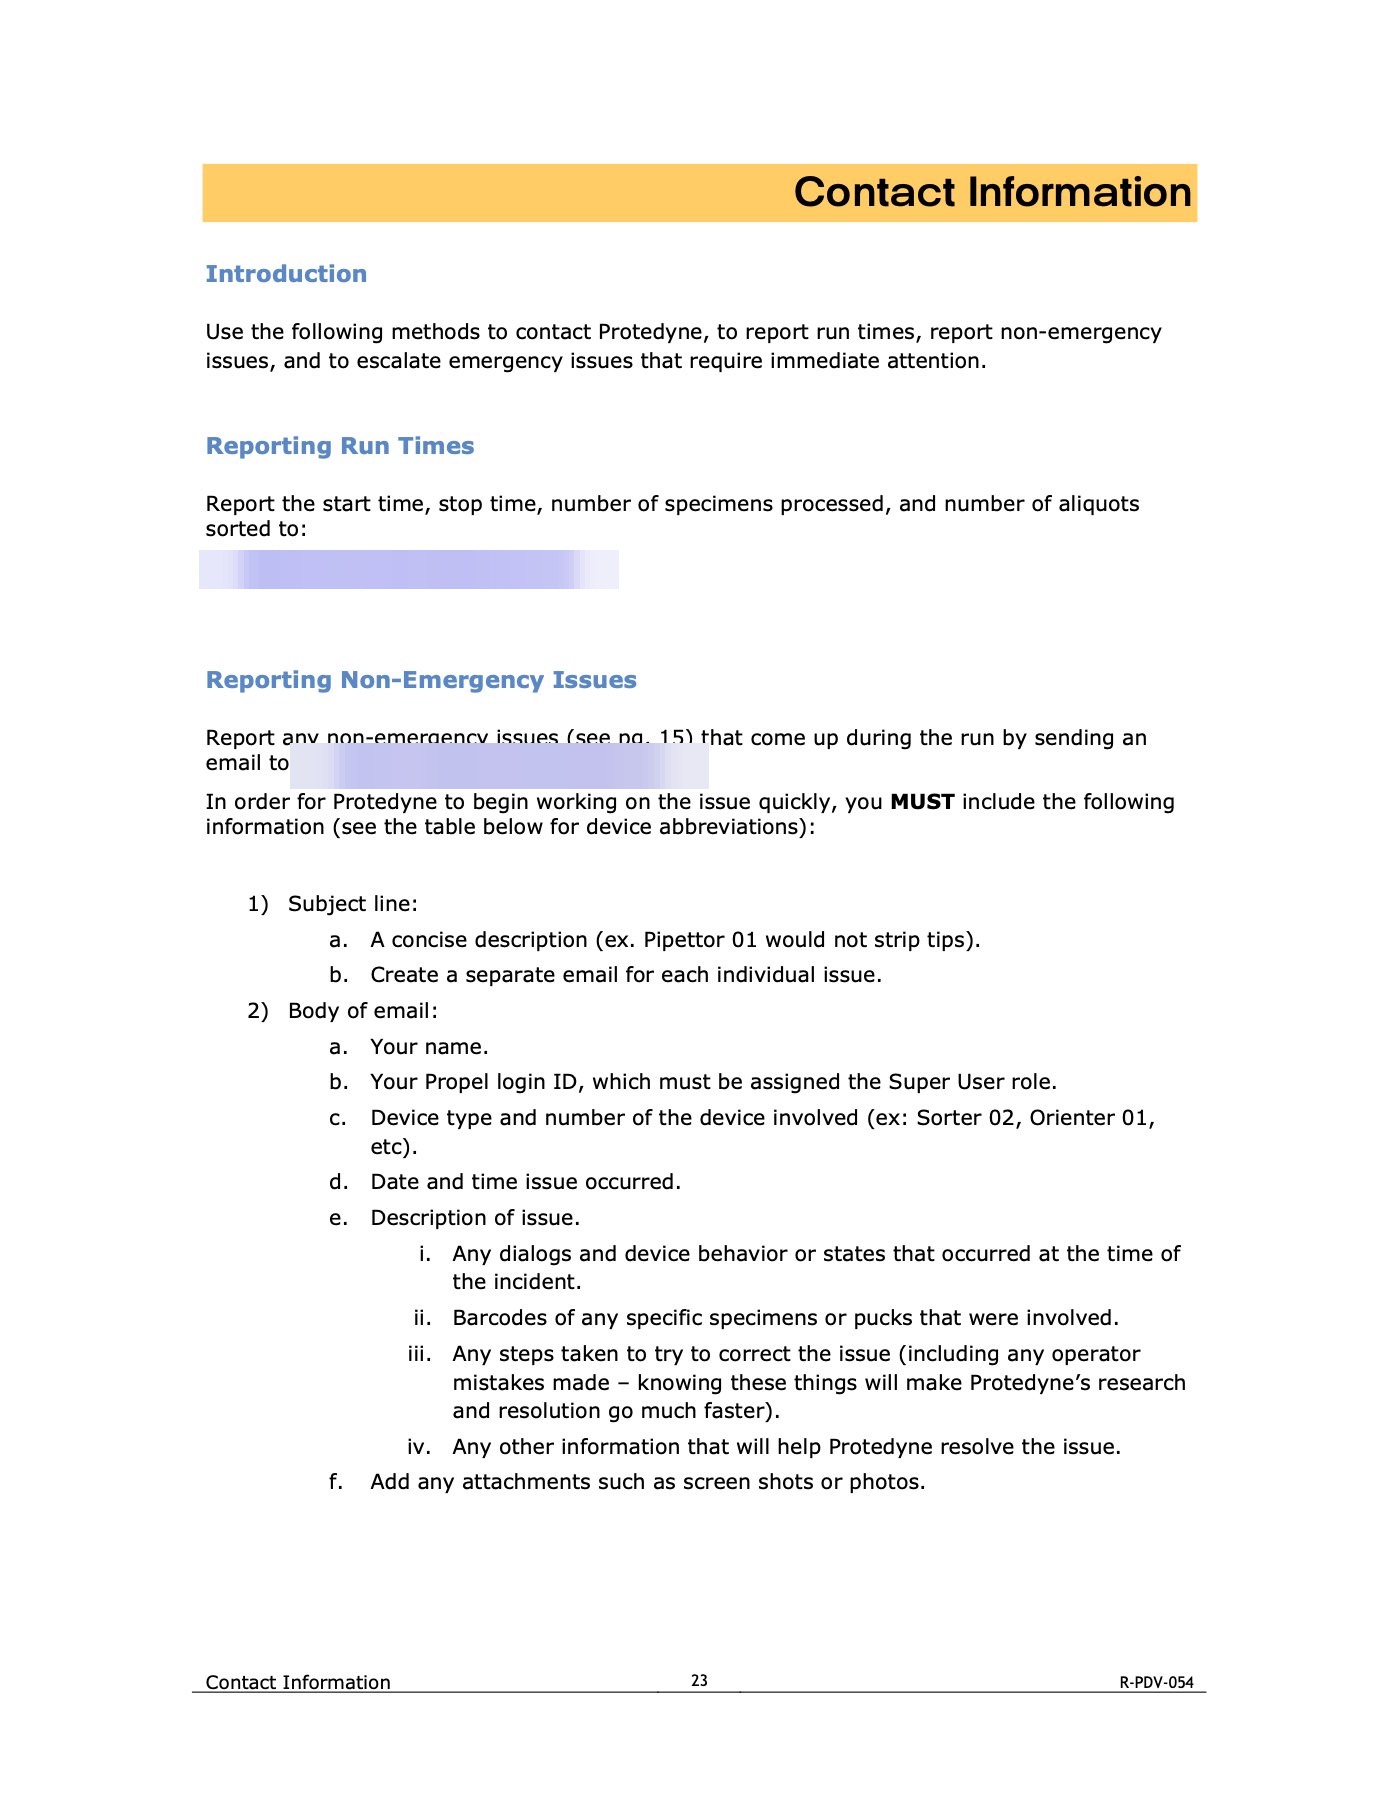 Contact Information
Introduction
Use the following methods to contact Protedyne, to report run times, report non-emergency
issues, and to escalate emergency issues that require immediate attention.
Reporting Run Times
Report the start time, stop time, number of specimens processed, and number of aliquots
sorted to:
Reporting Non-Emergency Issues
Report any non-emergency issues (see pg. 15) that come up during the run by sending an
email to
In order for Protedyne to begin working on the issue quickly, you MUST include the following
information (see the table below for device abbreviations):
1) Subject line:
a. A concise description (ex. Pipettor 01 would not strip tips).
b. Create a separate email for each individual issue.
2) Body of email:
a. Your name.
b. Your Propel login ID, which must be assigned the Super User role.
c. Device type and number of the device involved (ex: Sorter 02, Orienter 01,
etc).
d. Date and time issue occurred.
e. Description of issue.
i. Any dialogs and device behavior or states that occurred at the time of
the incident.
ii. Barcodes of any specific specimens or pucks that were involved.
iii. Any steps taken to try to correct the issue (including any operator
mistakes made – knowing these things will make Protedyne’s research
and resolution go much faster).
iv. Any other information that will help Protedyne resolve the issue.
f. Add any attachments such as screen shots or photos.
Contact Information 23 R-PDV-054